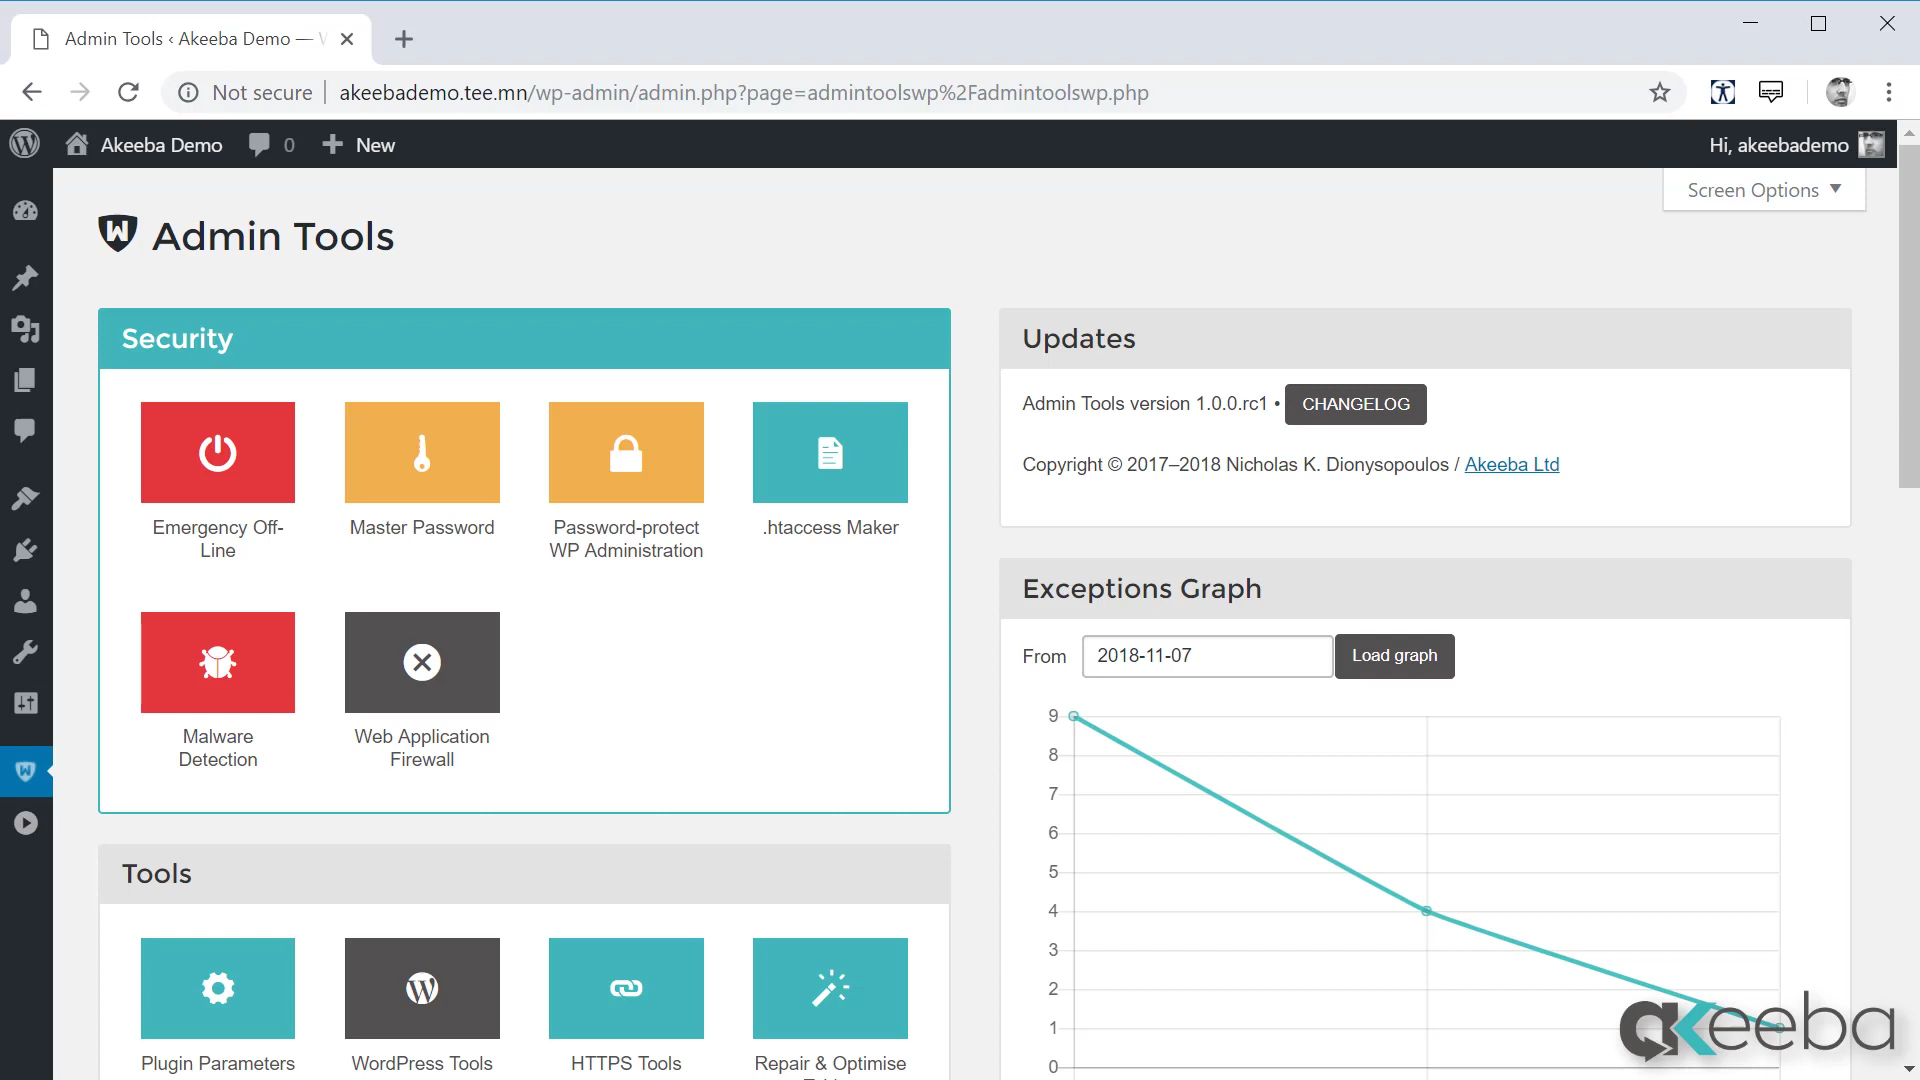 Admin Tools ‹ Akeeba Demo —
Not secure | akeebademo.tee.mn/wp-admin/admin.php?page=admintoolswp%2Fadmintoolswp.php
Akeeba Demo 0 New
Hi, akeebademo
Screen Options
Admin Tools
Security
Emergency Off-
Line
Master Password
Password-protect
WP Administration
.htaccess Maker
Malware
Detection
Web Application
Firewall
Tools
Plugin Parameters
WordPress Tools
HTTPS Tools
Repair & Optimise
Updates
Admin Tools version 1.0.0.rc1 • CHANGELOG
Copyright © 2017–2018 Nicholas K. Dionysopoulos / Akeeba Ltd
Exceptions Graph
From 2018-11-07 Load graph
9
8
7
6
5
4
3
2
1
0
akeeba